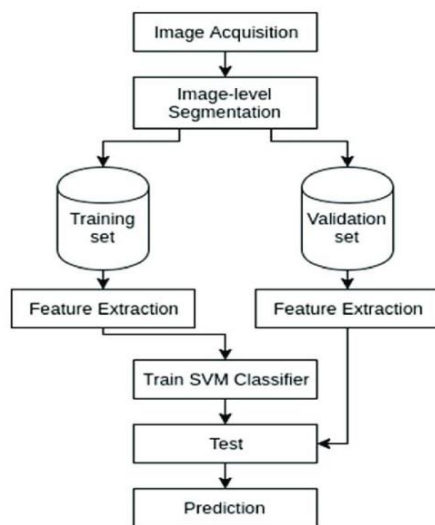 Image Acquisition
Image-level
Segmentation
Training
set
Validation
set
Feature Extraction
Feature Extraction
Train SVM Classifier
Test
Prediction